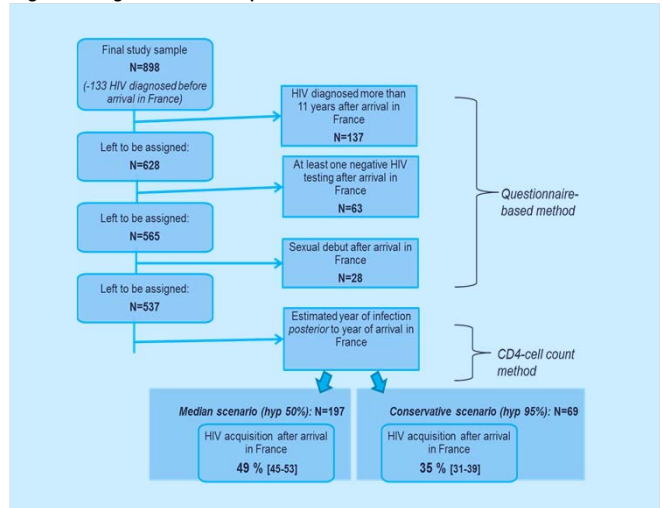 Final study sample
N=898
(-133 HIV diagnosed before
arrival in France)
HIV diagnosed more than
11 years after arrival in
France
N=137
Left to be assigned:
N=628
At least one negative HIV
testing after arrival in
France
N=63
Questionnaire-
based method
Left to be assigned:
N=565
Sexual debut after arrival in
France
N=28
Left to be assigned:
N=537
Estimated year of infection
posterior to year of arrival in
France
CD4-cell count
method
Median scenario (hyp 50%): N=197
HIV acquisition after arrival
in France
49 % [45-53]
Conservative scenario (hyp 95%): N=69
HIV acquisition after arrival
in France
35 % [31-39]